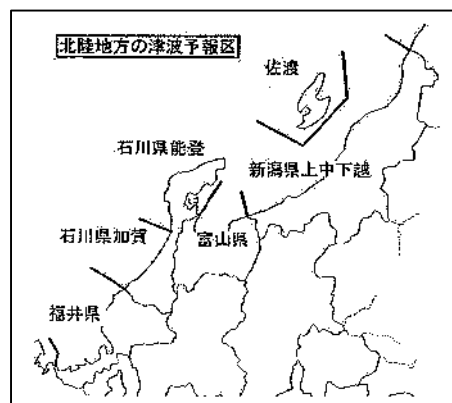 北陸地方の津波予報区
佐渡
石川県能登
新潟県上中下越
石川県加賀
富山県
福井県